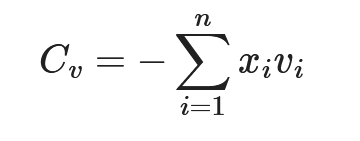 C_v = -\sum_{i=1}^{n} x_i v_i